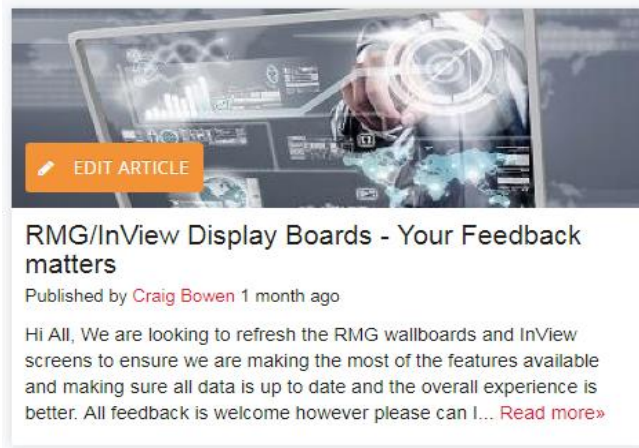 EDIT ARTICLE
RMG/InView Display Boards - Your Feedback
matters
Published by Craig Bowen 1 month ago
Hi All, We are looking to refresh the RMG wallboards and InView
screens to ensure we are making the most of the features available
and making sure all data is up to date and the overall experience is
better. All feedback is welcome however please can I... Read more»